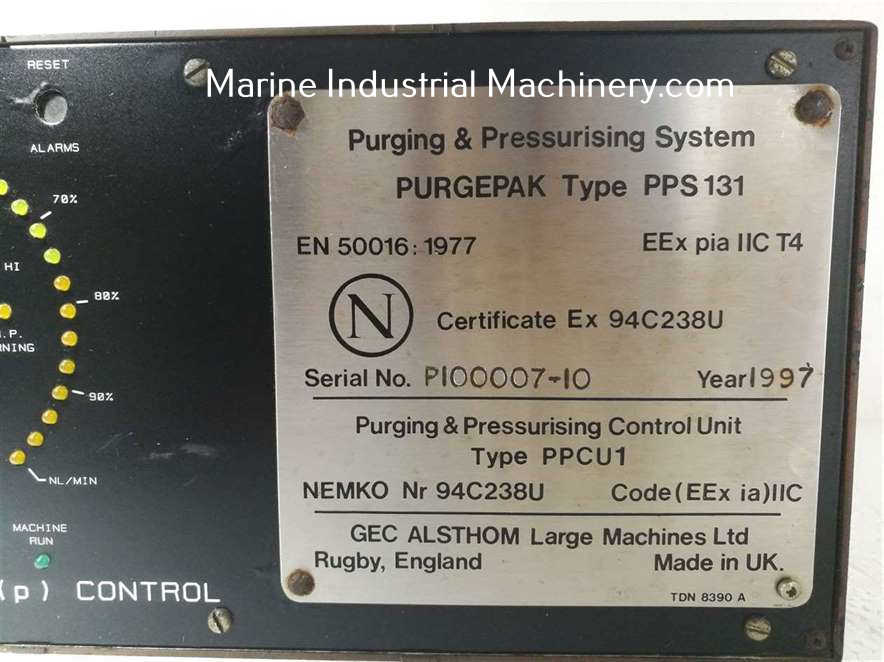 Marine Industrial Machinery.com
RESET
ALARMS
70%
HI
80%
90%
NL/MIN
MACHINE
RUN
(p) CONTROL
Purging & Pressurising System
PURGEPAK Type PPS 131
EN 50016: 1977 EEx pia IIC T4
N Certificate Ex 94C238U
Serial No. P100007-10 Year 1997
Purging & Pressurising Control Unit
Type PPCU1
NEMKO Nr 94C238U Code (EEx ia) IIC
GEC ALSTHOM Large Machines Ltd
Rugby, England Made in UK.
TDN 8390 A